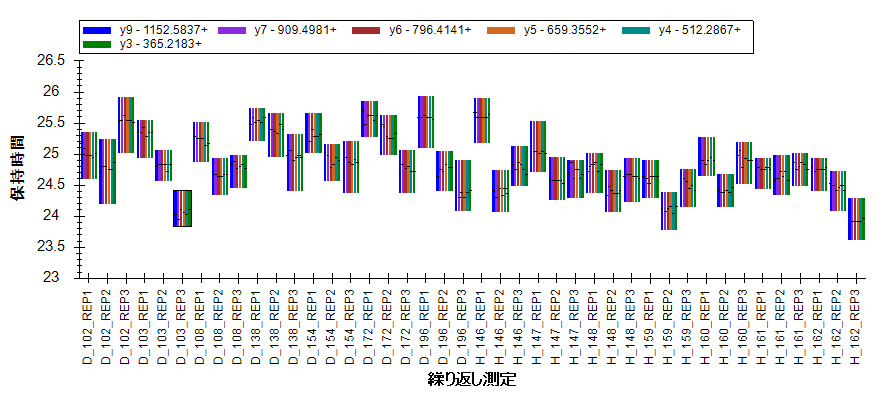 y9 - 1152.5837+ y7 - 909.4981+ y6 - 796.4141+ y5 - 659.3552+ y4 - 512.2867+
y3 - 365.2183+
26.5
26
25.5
25
24.5
24
23.5
23
保持時間
D_102_REP1
D_102_REP2
D_102_REP3
D_103_REP1
D_103_REP2
D_103_REP3
D_108_REP1
D_108_REP2
D_108_REP3
D_138_REP1
D_138_REP2
D_138_REP3
D_154_REP1
D_154_REP2
D_154_REP3
D_172_REP1
D_172_REP2
D_172_REP3
D_196_REP1
D_196_REP2
D_196_REP3
H_146_REP1
H_146_REP2
H_146_REP3
H_147_REP1
H_147_REP2
H_147_REP3
H_148_REP1
H_148_REP2
H_148_REP3
H_159_REP1
H_159_REP2
H_159_REP3
H_160_REP1
H_160_REP2
H_160_REP3
H_161_REP1
H_161_REP2
H_161_REP3
H_162_REP1
H_162_REP2
H_162_REP3
繰り返し測定